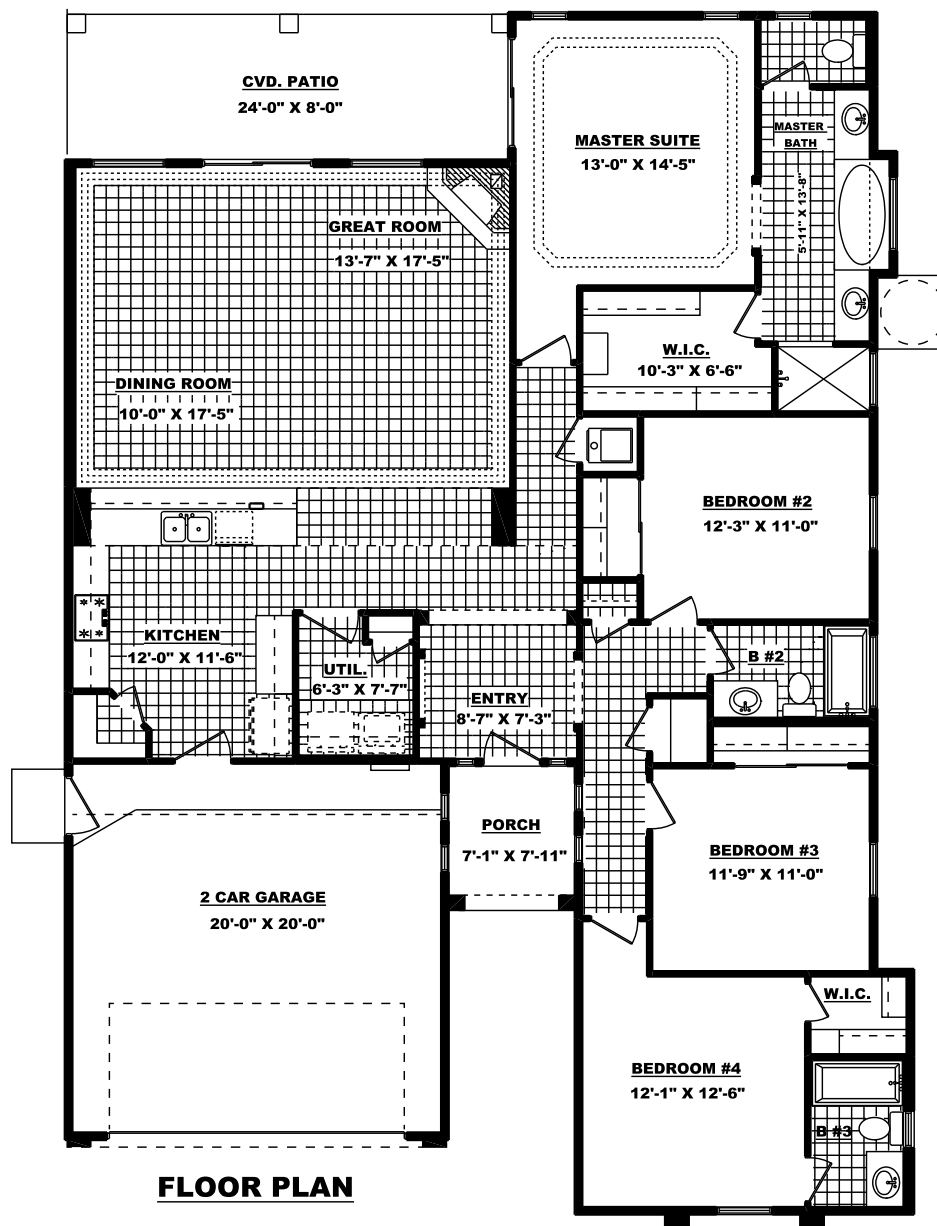 CVD. PATIO
24'-0" X 8'-0"
MASTER SUITE
13'-0" X 14'-5"
MASTER
BATH
5'-11" X 13'-8"
GREAT ROOM
13'-7" X 17'-5"
W.I.C.
10'-3" X 6'-6"
DINING ROOM
10'-0" X 17'-5"
BEDROOM #2
12'-3" X 11'-0"
KITCHEN
12'-0" X 11'-6"
UTIL.
6'-3" X 7'-7"
B #2
ENTRY
8'-7" X 7'-3"
PORCH
7'-1" X 7'-11"
BEDROOM #3
11'-9" X 11'-0"
2 CAR GARAGE
20'-0" X 20'-0"
W.I.C.
BEDROOM #4
12'-1" X 12'-6"
B #3
FLOOR PLAN